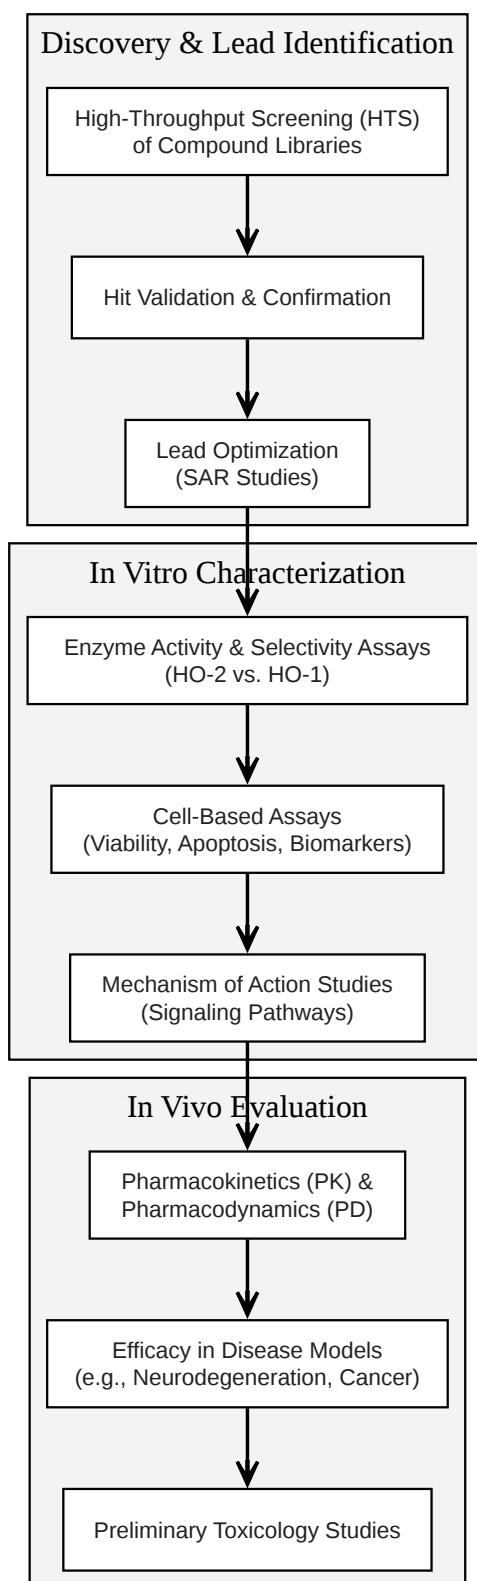 Discovery & Lead Identification
High-Throughput Screening (HTS)
of Compound Libraries
Hit Validation & Confirmation
Lead Optimization
(SAR Studies)
In Vitro Characterization
Enzyme Activity & Selectivity Assays
(HO-2 vs. HO-1)
Cell-Based Assays
(Viability, Apoptosis, Biomarkers)
Mechanism of Action Studies
(Signaling Pathways)
In Vivo Evaluation
Pharmacokinetics (PK) &
Pharmacodynamics (PD)
Efficacy in Disease Models
(e.g., Neurodegeneration, Cancer)
Preliminary Toxicology Studies